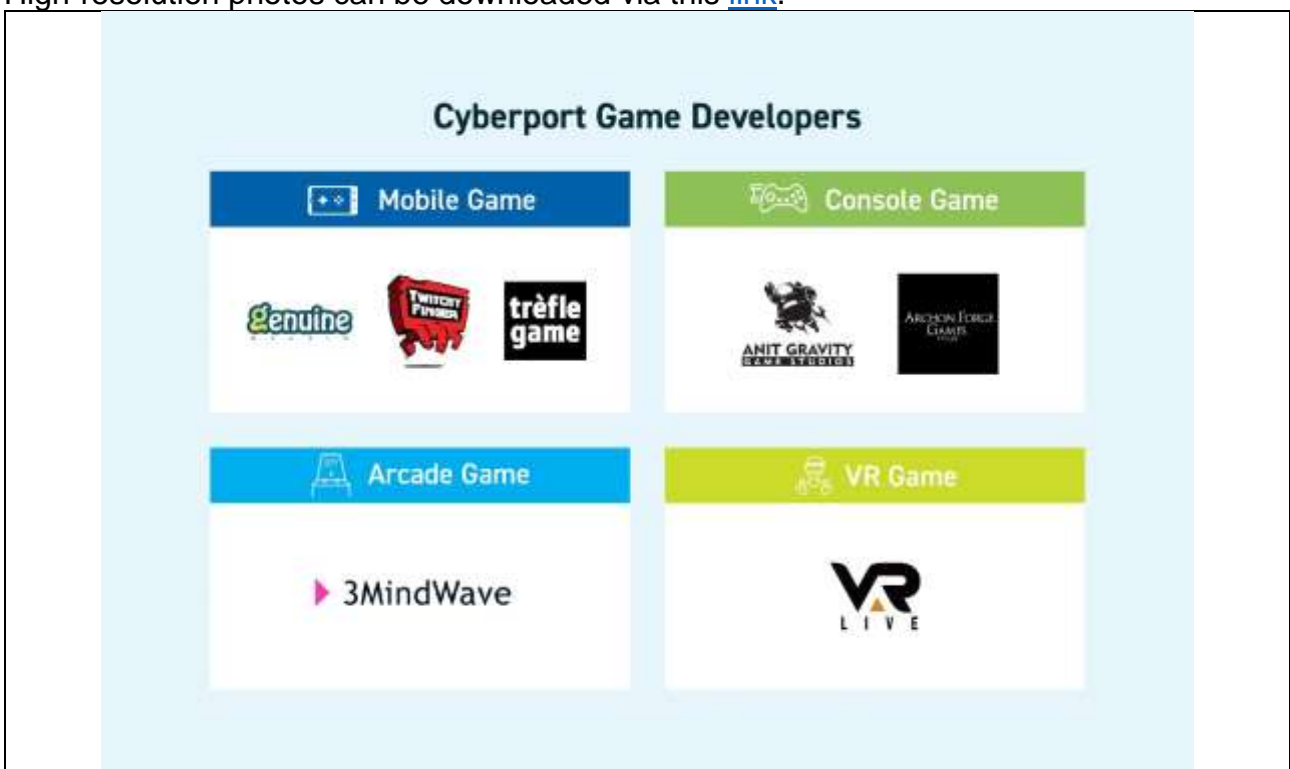 High resolution photos can be downloaded via this link.
Cyberport Game Developers
Mobile Game
genuine
TWITCHY
FINGER
trèfle
game
Console Game
ANIT GRAVITY
GAME STUDIOS
ARCHON FORGE
GAMES
Arcade Game
3MindWave
VR Game
VR
LIVE